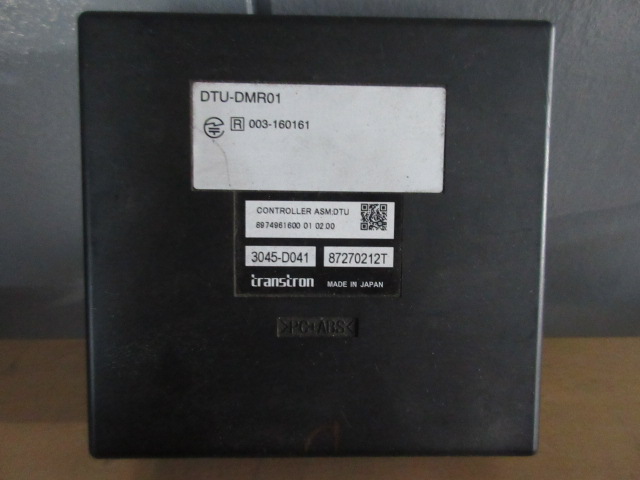 DTU-DMR01
R 003-160161
CONTROLLER ASM:DTU
8974961600 01 02.00
3045-D041 87270212T
transtron MADE IN JAPAN
>PC+ABS<